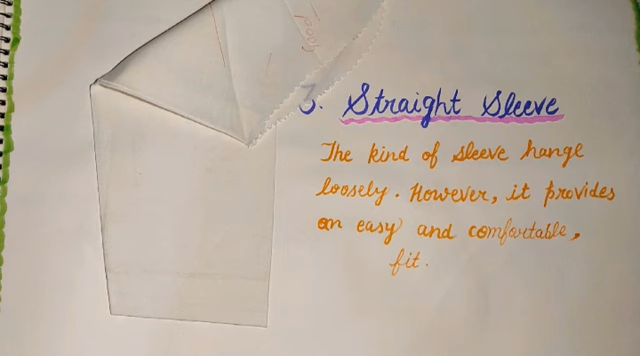 3. Straight Sleeve
The kind of sleeve hange
loosely. However, it provides
an easy and comfortable,
fit.